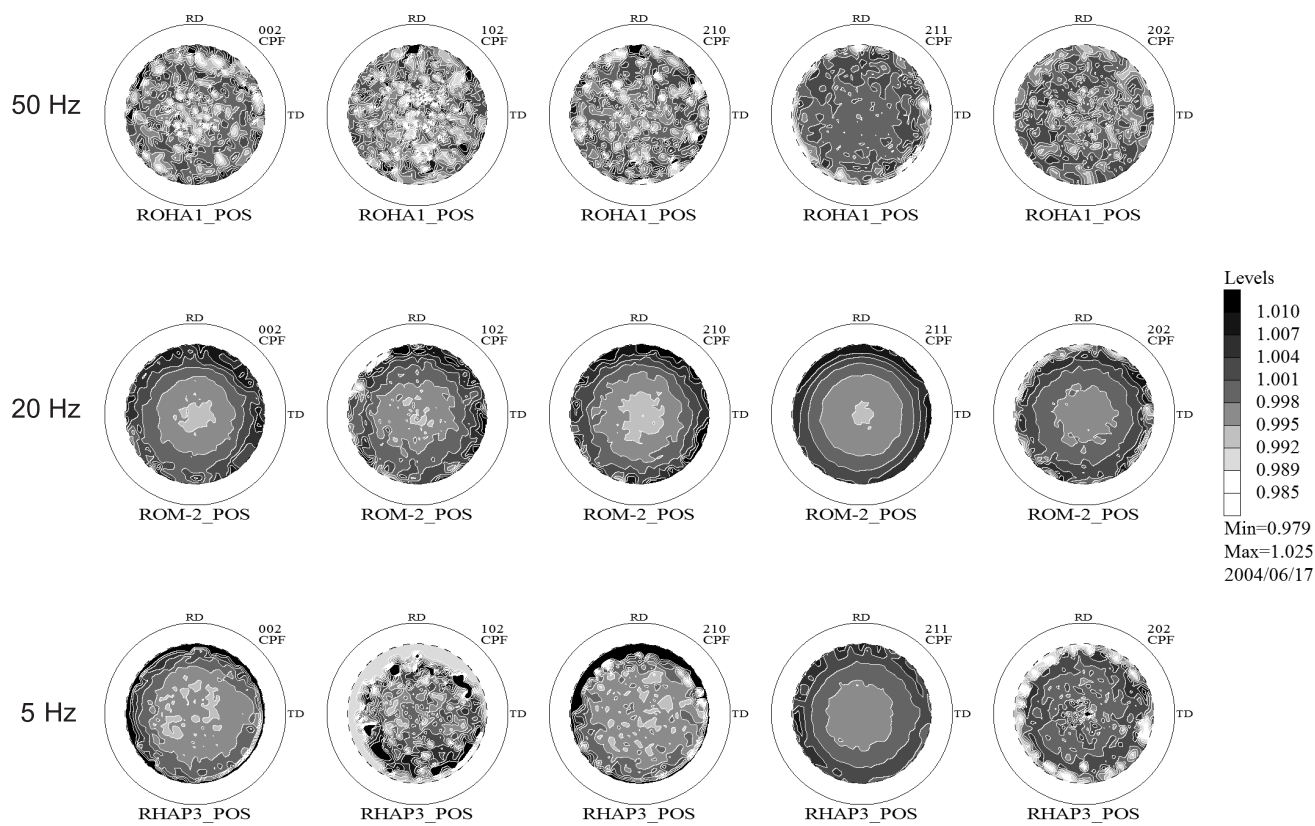 RD RD RD RD RD
002 102 210 211 202
CPF CPF CPF CPF CPF
50 Hz TD TD TD TD TD
ROHA1_POS ROHA1_POS ROHA1_POS ROHA1_POS ROHA1_POS
Levels
1.010
1.007
1.004
1.001
0.998
0.995
0.992
0.989
0.985
Min=0.979
Max=1.025
2004/06/17
RD RD RD RD RD
002 102 210 211 202
CPF CPF CPF CPF CPF
20 Hz TD TD TD TD TD
ROM-2_POS ROM-2_POS ROM-2_POS ROM-2_POS ROM-2_POS
RD RD RD RD RD
002 102 210 211 202
CPF CPF CPF CPF CPF
5 Hz TD TD TD TD TD
RHAP3_POS RHAP3_POS RHAP3_POS RHAP3_POS RHAP3_POS